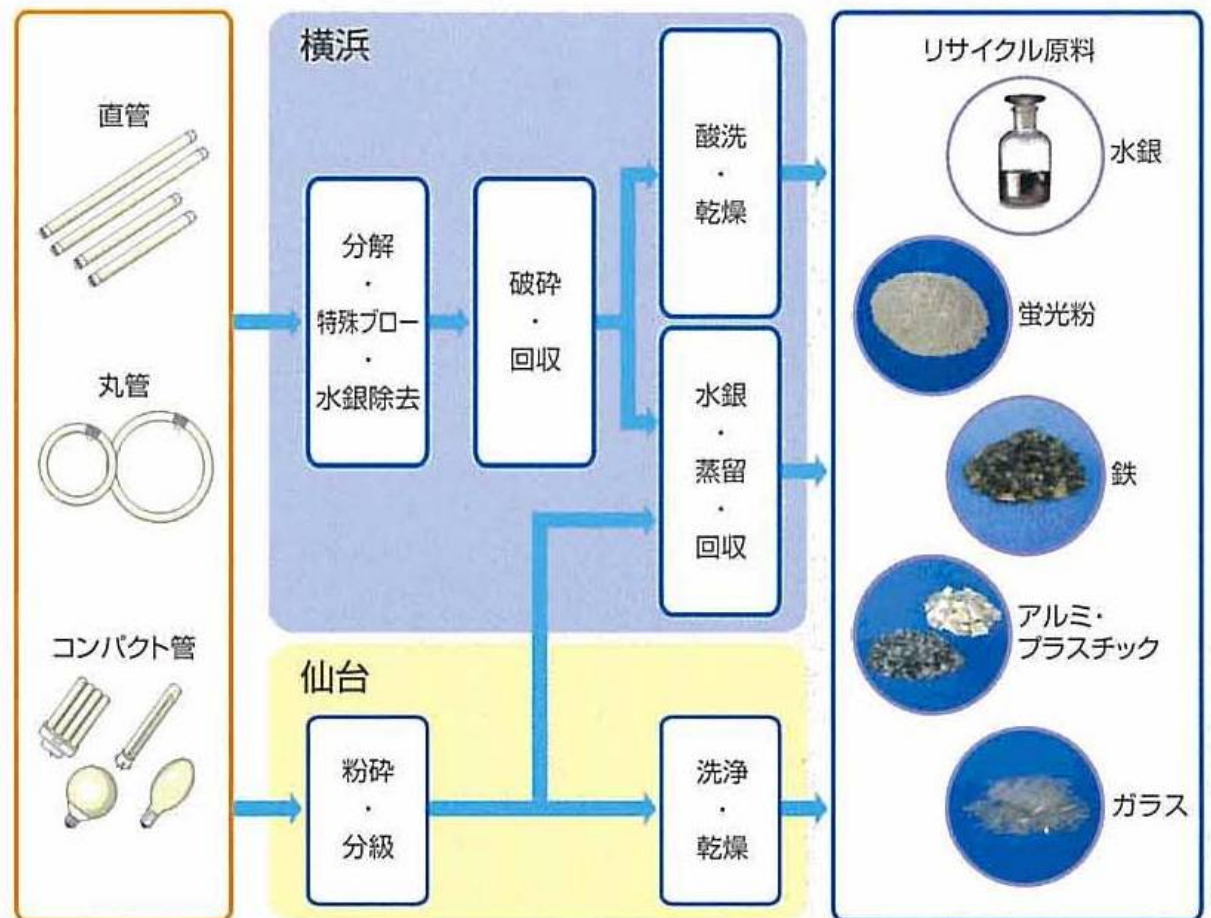 直管
丸管
コンパクト管
横浜
分解
・
特殊ブロー
・
水銀除去
破砕
・
回収
酸洗
・
乾燥
水銀
・
蒸留
・
回収
仙台
粉砕
・
分級
洗浄
・
乾燥
リサイクル原料
水銀
蛍光粉
鉄
アルミ・
プラスチック
ガラス